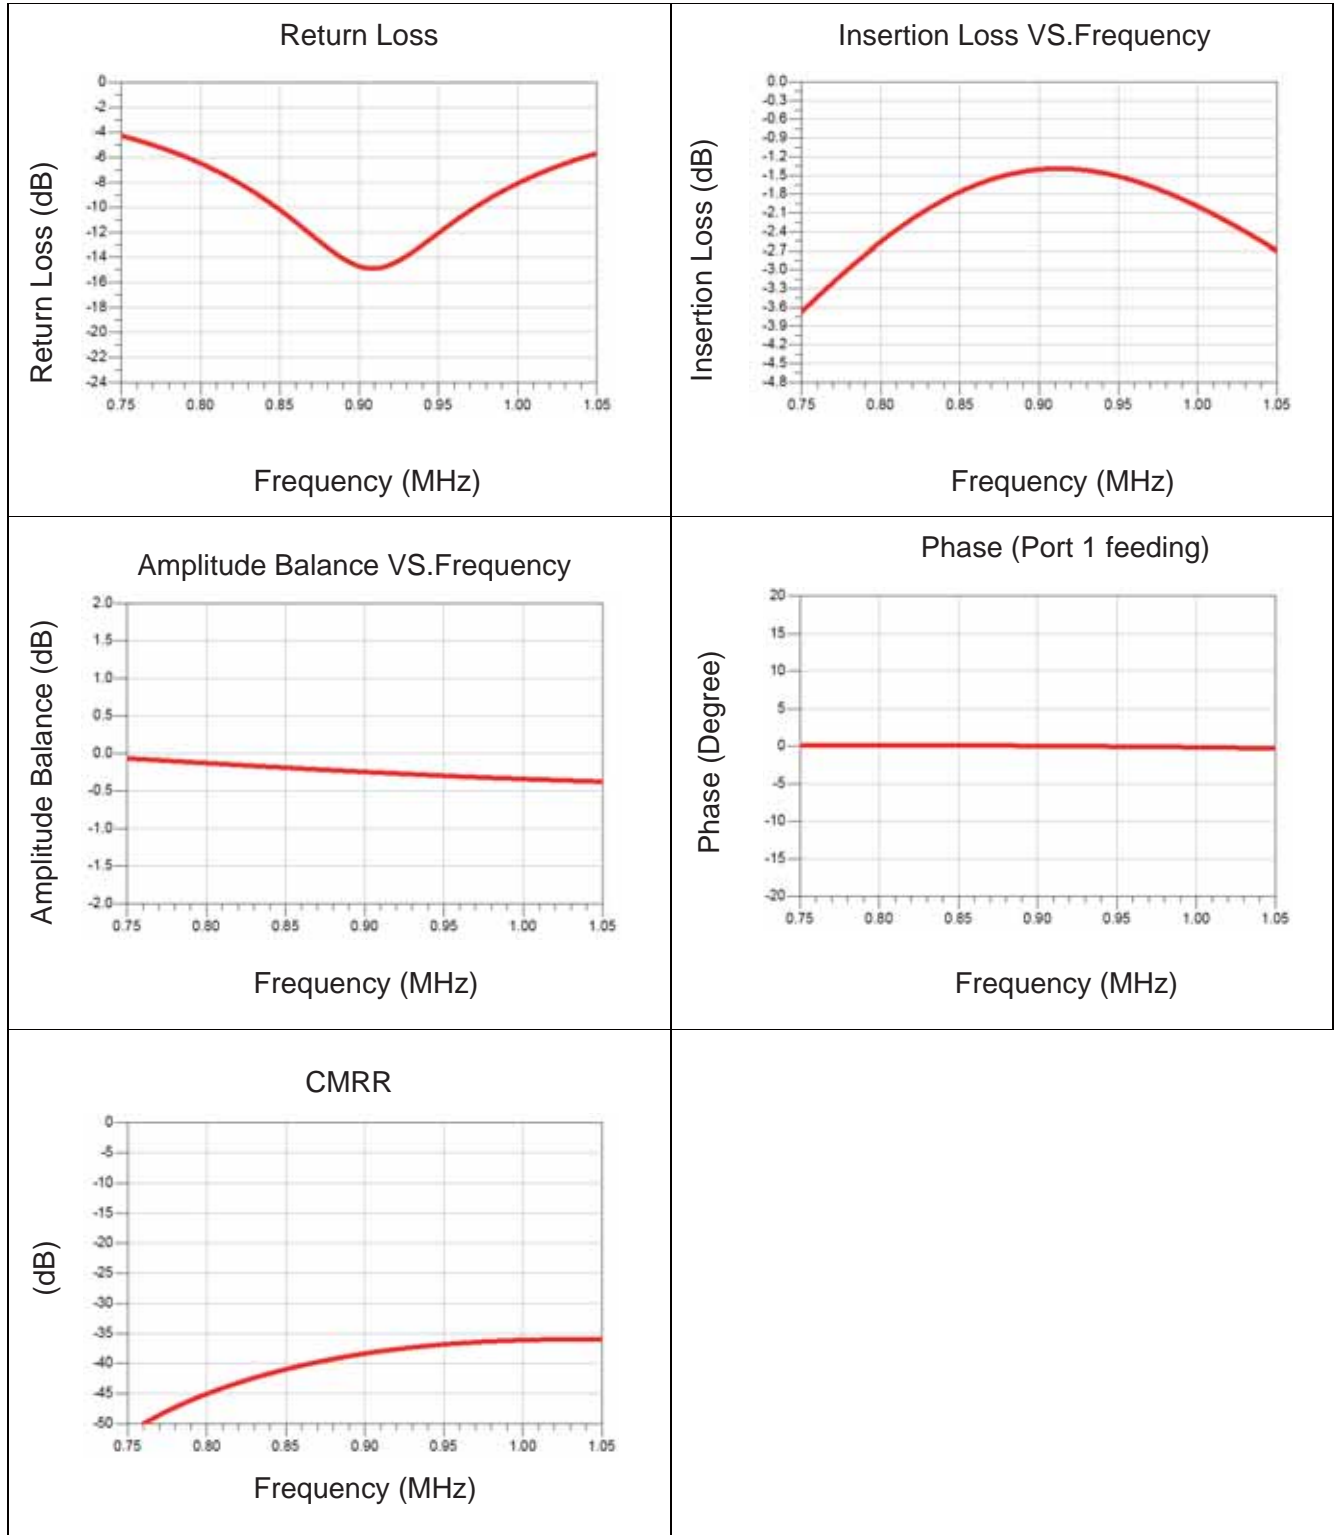 Return Loss
Return Loss (dB)
0
-2
-4
-6
-8
-10
-12
-14
-16
-18
-20
-22
-24
0.75 0.80 0.85 0.90 0.95 1.00 1.05
Frequency (MHz)
Insertion Loss VS.Frequency
Insertion Loss (dB)
0.0
-0.3
-0.6
-0.9
-1.2
-1.5
-1.8
-2.1
-2.4
-2.7
-3.0
-3.3
-3.6
-3.9
-4.2
-4.5
-4.8
0.75 0.80 0.85 0.90 0.95 1.00 1.05
Frequency (MHz)
Amplitude Balance VS.Frequency
Amplitude Balance (dB)
2.0
1.5
1.0
0.5
0.0
-0.5
-1.0
-1.5
-2.0
0.75 0.80 0.85 0.90 0.95 1.00 1.05
Frequency (MHz)
Phase (Port 1 feeding)
Phase (Degree)
20
15
10
5
0
-5
-10
-15
-20
0.75 0.80 0.85 0.90 0.95 1.00 1.05
Frequency (MHz)
CMRR
(dB)
0
-5
-10
-15
-20
-25
-30
-35
-40
-45
-50
0.75 0.80 0.85 0.90 0.95 1.00 1.05
Frequency (MHz)